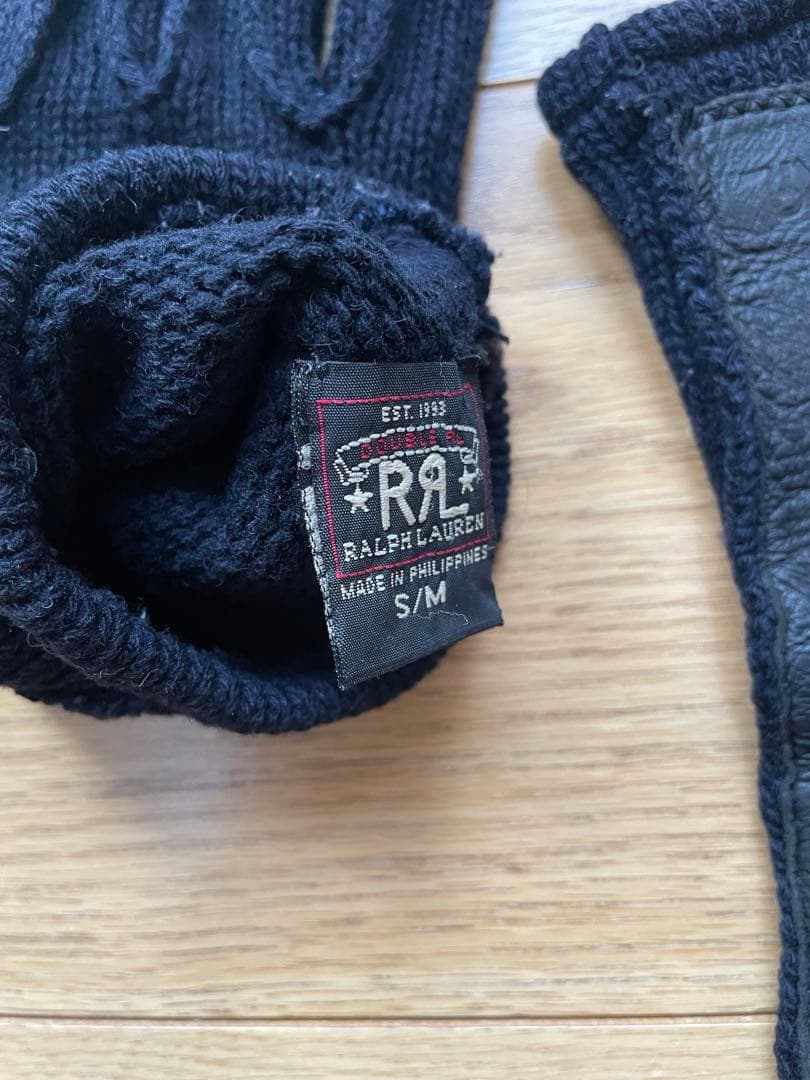 EST. 1993
DOUBLE RL
RRL
RALPH LAUREN
MADE IN PHILIPPINES
S/M